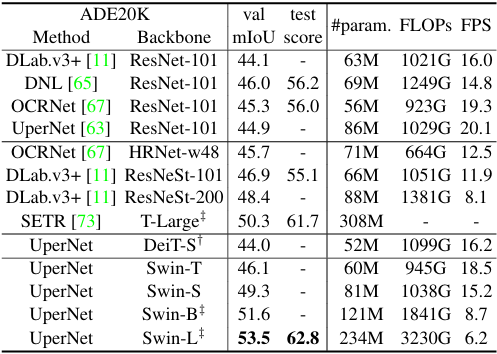 ADE20K val test #param. FLOPs FPS
Method Backbone mIoU score
DLab.v3+ [11] ResNet-101 44.1 - 63M 1021G 16.0
DNL [65] ResNet-101 46.0 56.2 69M 1249G 14.8
OCRNet [67] ResNet-101 45.3 56.0 56M 923G 19.3
UperNet [63] ResNet-101 44.9 - 86M 1029G 20.1
OCRNet [67] HRNet-w48 45.7 - 71M 664G 12.5
DLab.v3+ [11] ResNeSt-101 46.9 55.1 66M 1051G 11.9
DLab.v3+ [11] ResNeSt-200 48.4 - 88M 1381G 8.1
SETR [73] T-Large‡ 50.3 61.7 308M - -
UperNet DeiT-S† 44.0 - 52M 1099G 16.2
UperNet Swin-T 46.1 - 60M 945G 18.5
UperNet Swin-S 49.3 - 81M 1038G 15.2
UperNet Swin-B‡ 51.6 - 121M 1841G 8.7
UperNet Swin-L‡ 53.5 62.8 234M 3230G 6.2